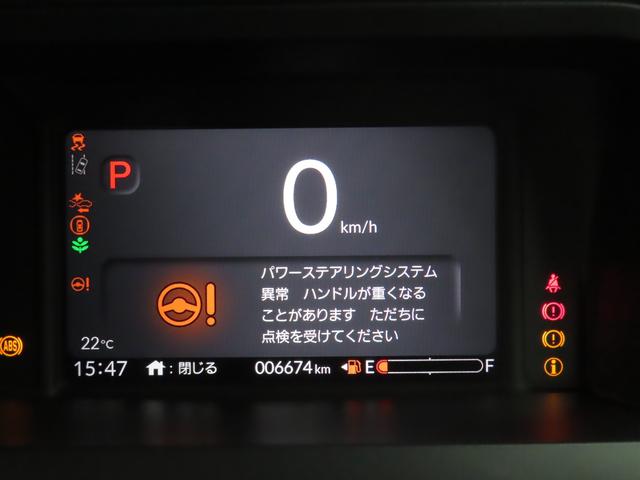 P
0 km/h
パワーステアリングシステム
異常 ハンドルが重くなる
ことがあります ただちに
点検を受けてください
ABS
22℃
15:47 :閉じる 006674km E F